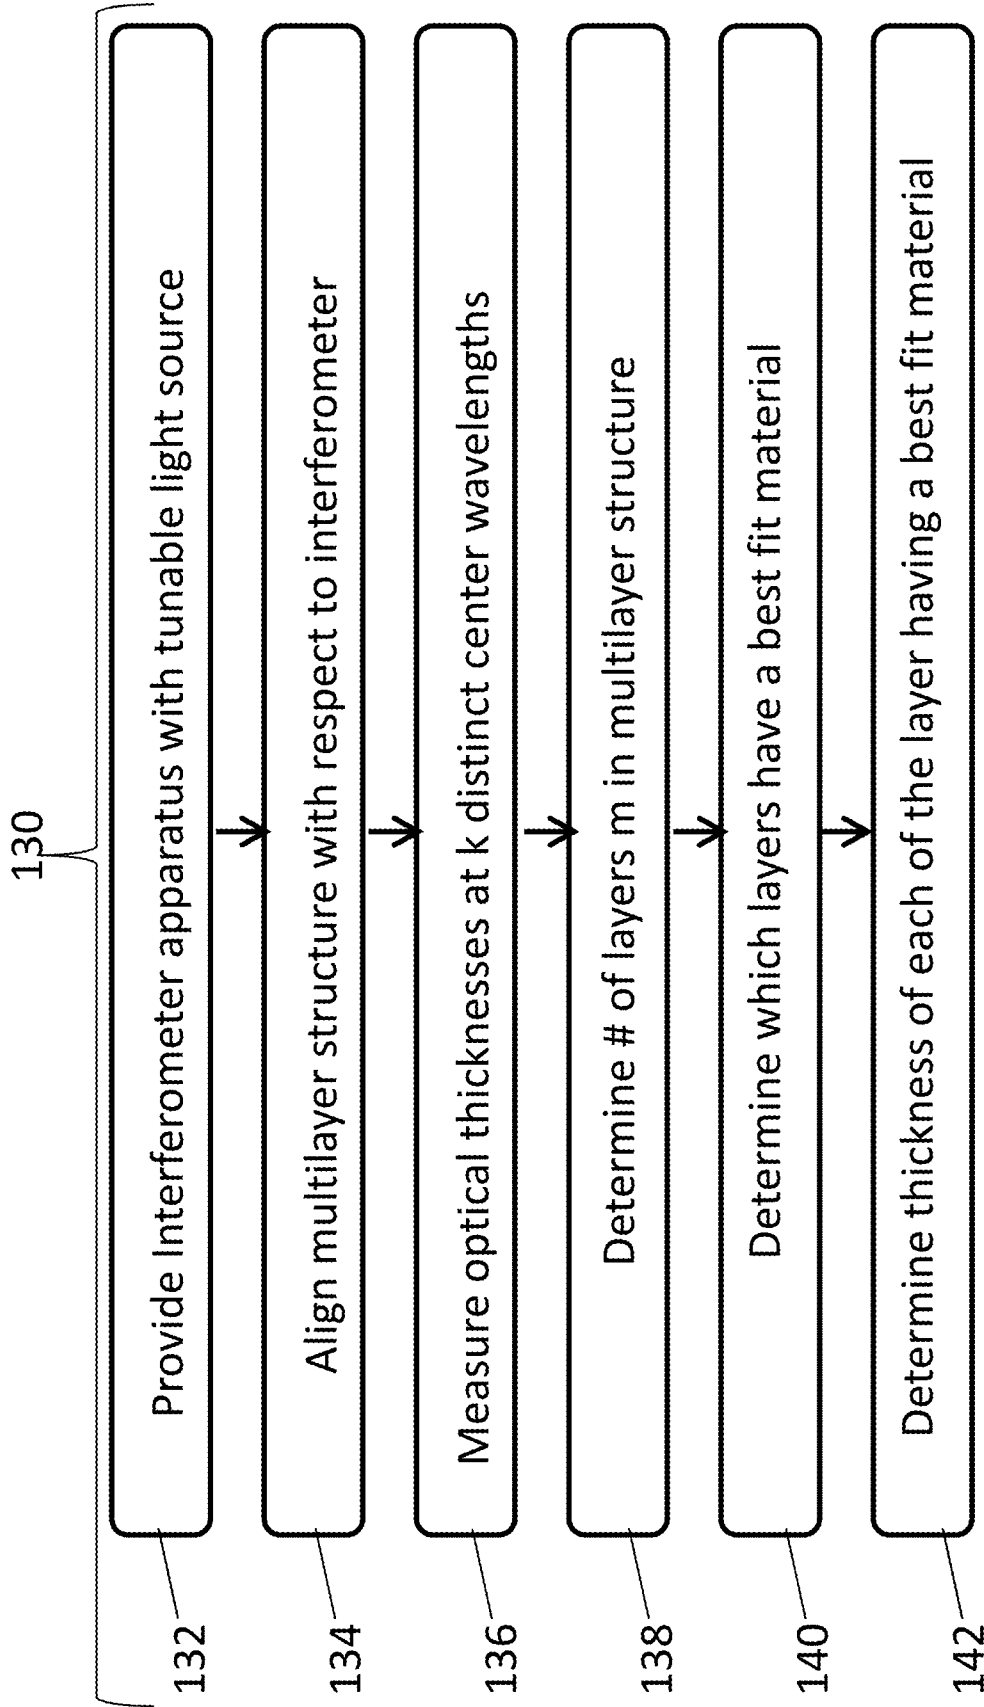 130
132
Provide Interferometer apparatus with tunable light source
134
Align multilayer structure with respect to interferometer
136
Measure optical thicknesses at k distinct center wavelengths
138
Determine # of layers m in multilayer structure
140
Determine which layers have a best fit material
142
Determine thickness of each of the layer having a best fit material